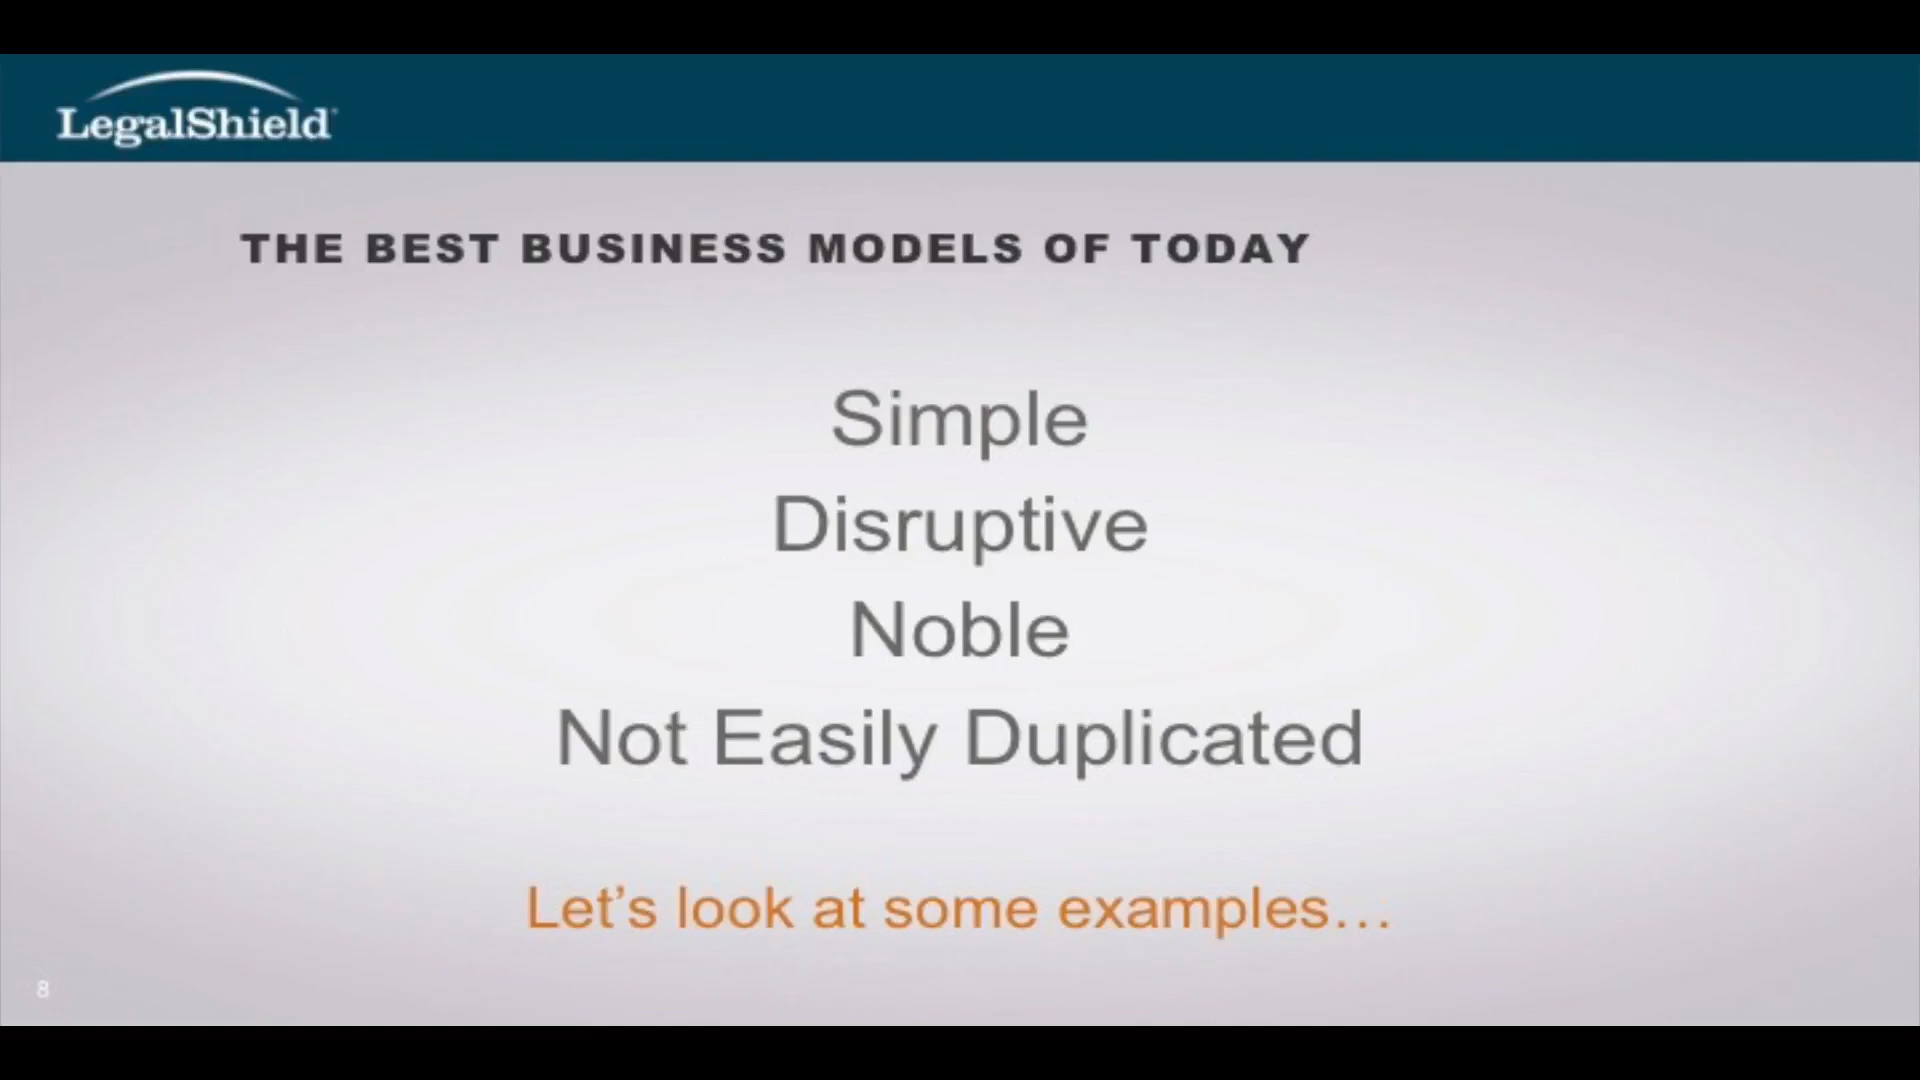 LegalShield
THE BEST BUSINESS MODELS OF TODAY
Simple
Disruptive
Noble
Not Easily Duplicated
Let’s look at some examples…
8